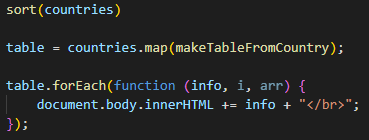 sort(countries)
table = countries.map(makeTableFromCountry);
table.forEach(function (info, i, arr) {
    document.body.innerHTML += info + "</br>";
});